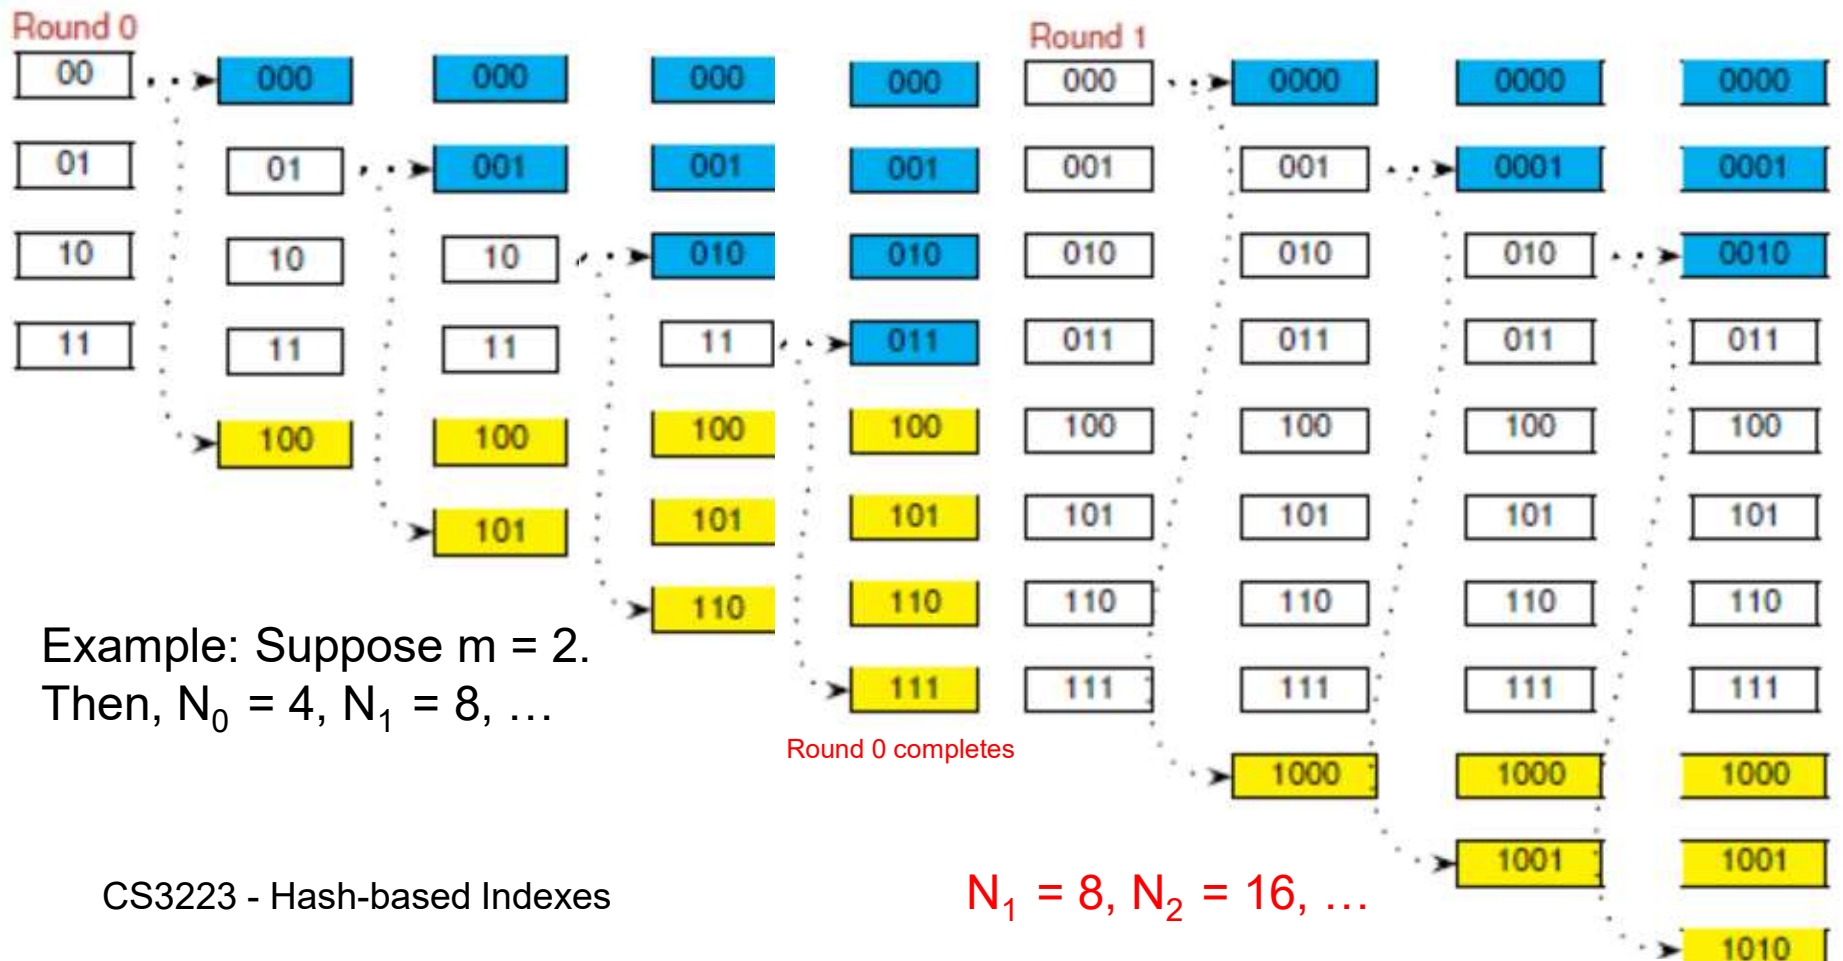 Round 0
00 000 000 000 000
01 01 001 001 001
10 10 10 010 010
11 11 11 11 011
100 100 100 100
101 101 101
110 110
111
Round 0 completes
Round 1
000 0000 0000 0000
001 001 0001 0001
010 010 010 0010
011 011 011 011
100 100 100 100
101 101 101 101
110 110 110 110
111 111 111 111
1000 1000 1000
1001 1001
1010
Example: Suppose m = 2.
Then, N0 = 4, N1 = 8, …
CS3223 - Hash-based Indexes
N1 = 8, N2 = 16, …